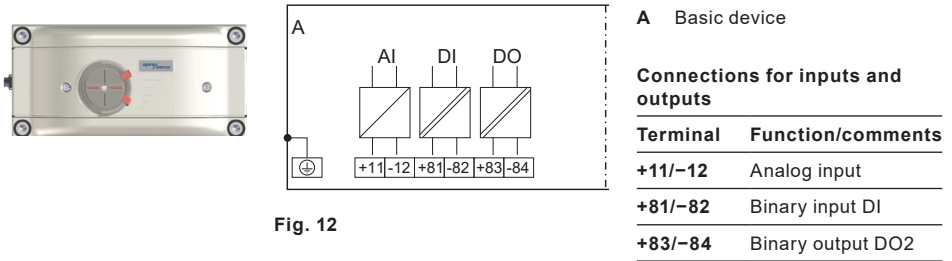 A
AI DI DO
+11 -12 +81 -82 +83 -84
Fig. 12
A Basic device
Connections for inputs and
outputs
Terminal Function/comments
+11/−12 Analog input
+81/−82 Binary input DI
+83/−84 Binary output DO2